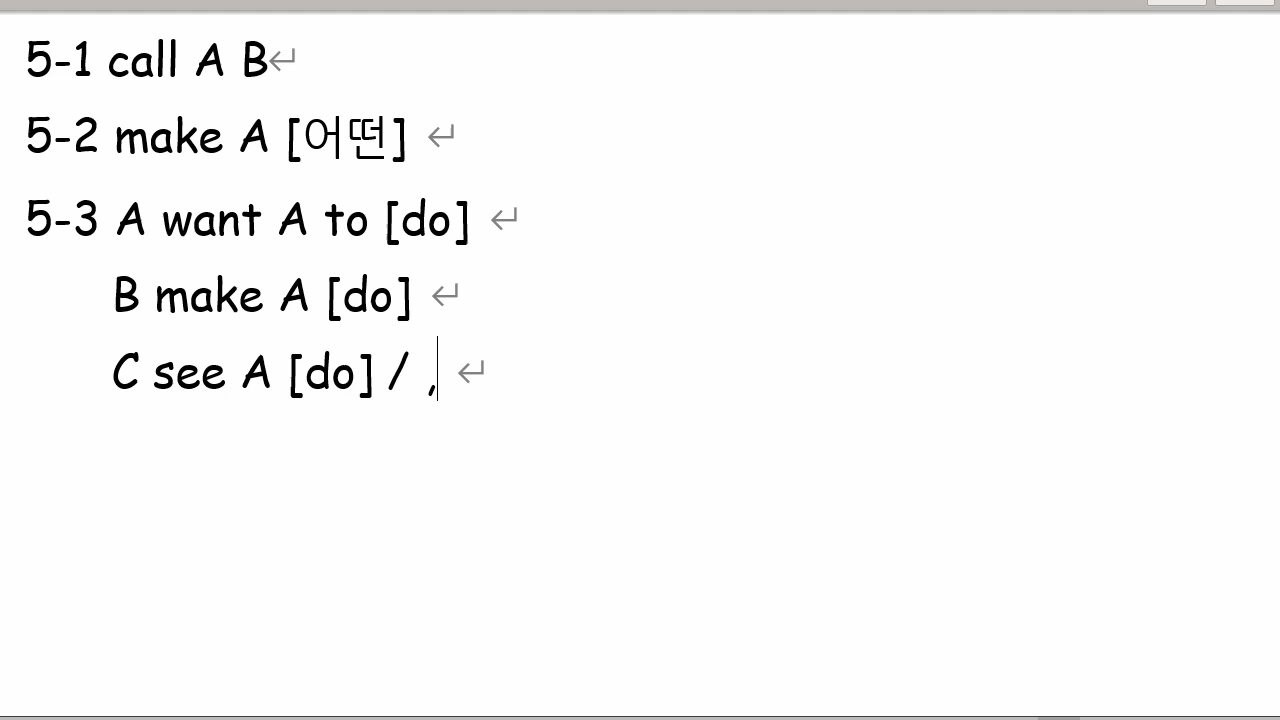 5-1 call A B
5-2 make A [어떤]
5-3 A want A to [do]
B make A [do]
C see A [do] / ,